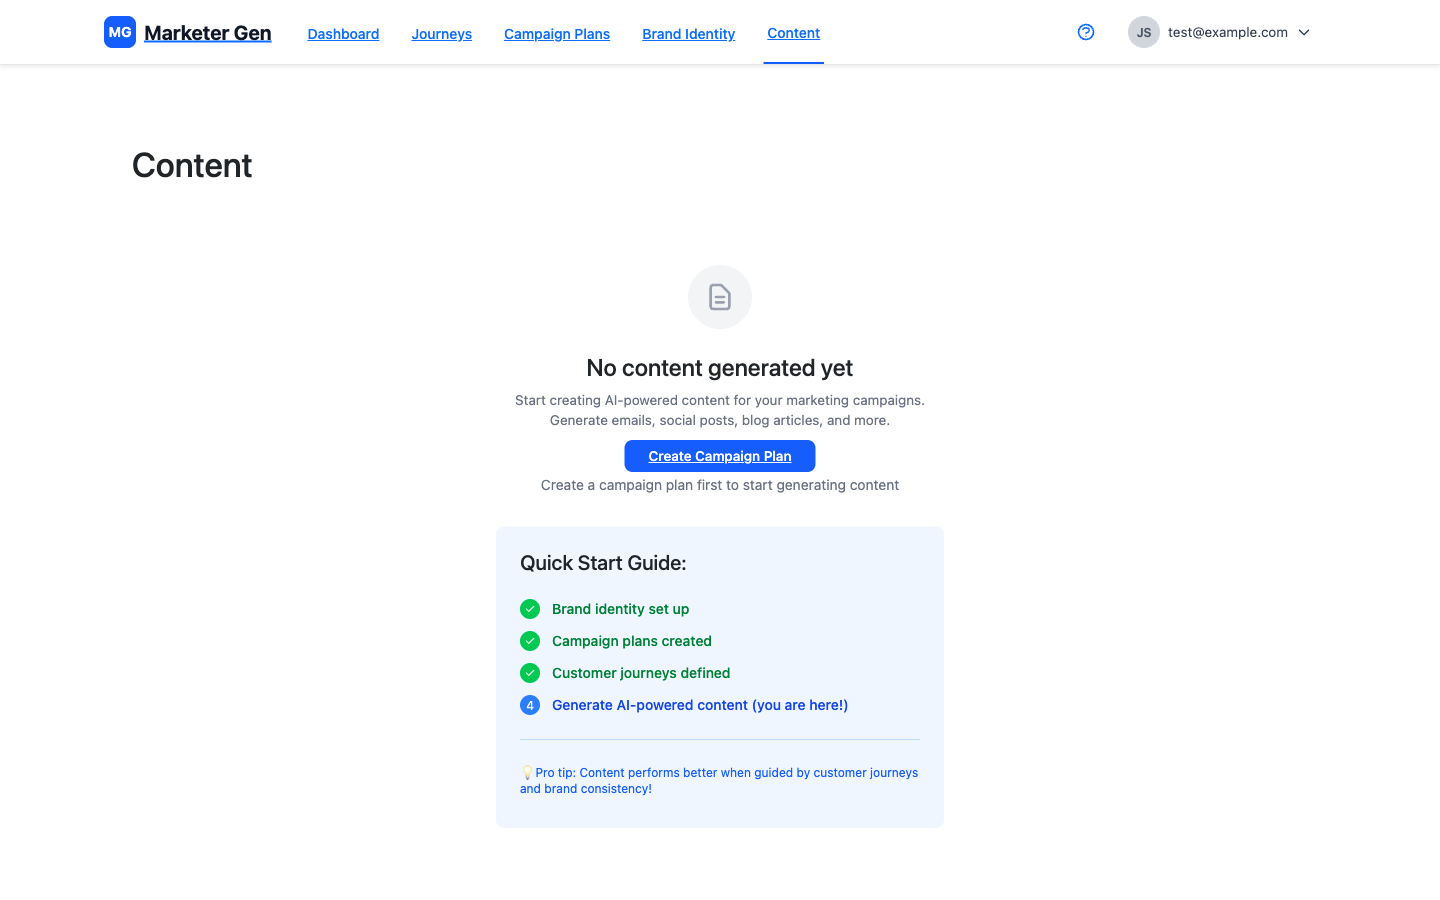 MG Marketer Gen Dashboard Journeys Campaign Plans Brand Identity Content JS test@example.com
Content
No content generated yet
Start creating AI-powered content for your marketing campaigns.
Generate emails, social posts, blog articles, and more.
Create Campaign Plan
Create a campaign plan first to start generating content
Quick Start Guide:
Brand identity set up
Campaign plans created
Customer journeys defined
4 Generate AI-powered content (you are here!)
💡Pro tip: Content performs better when guided by customer journeys
and brand consistency!